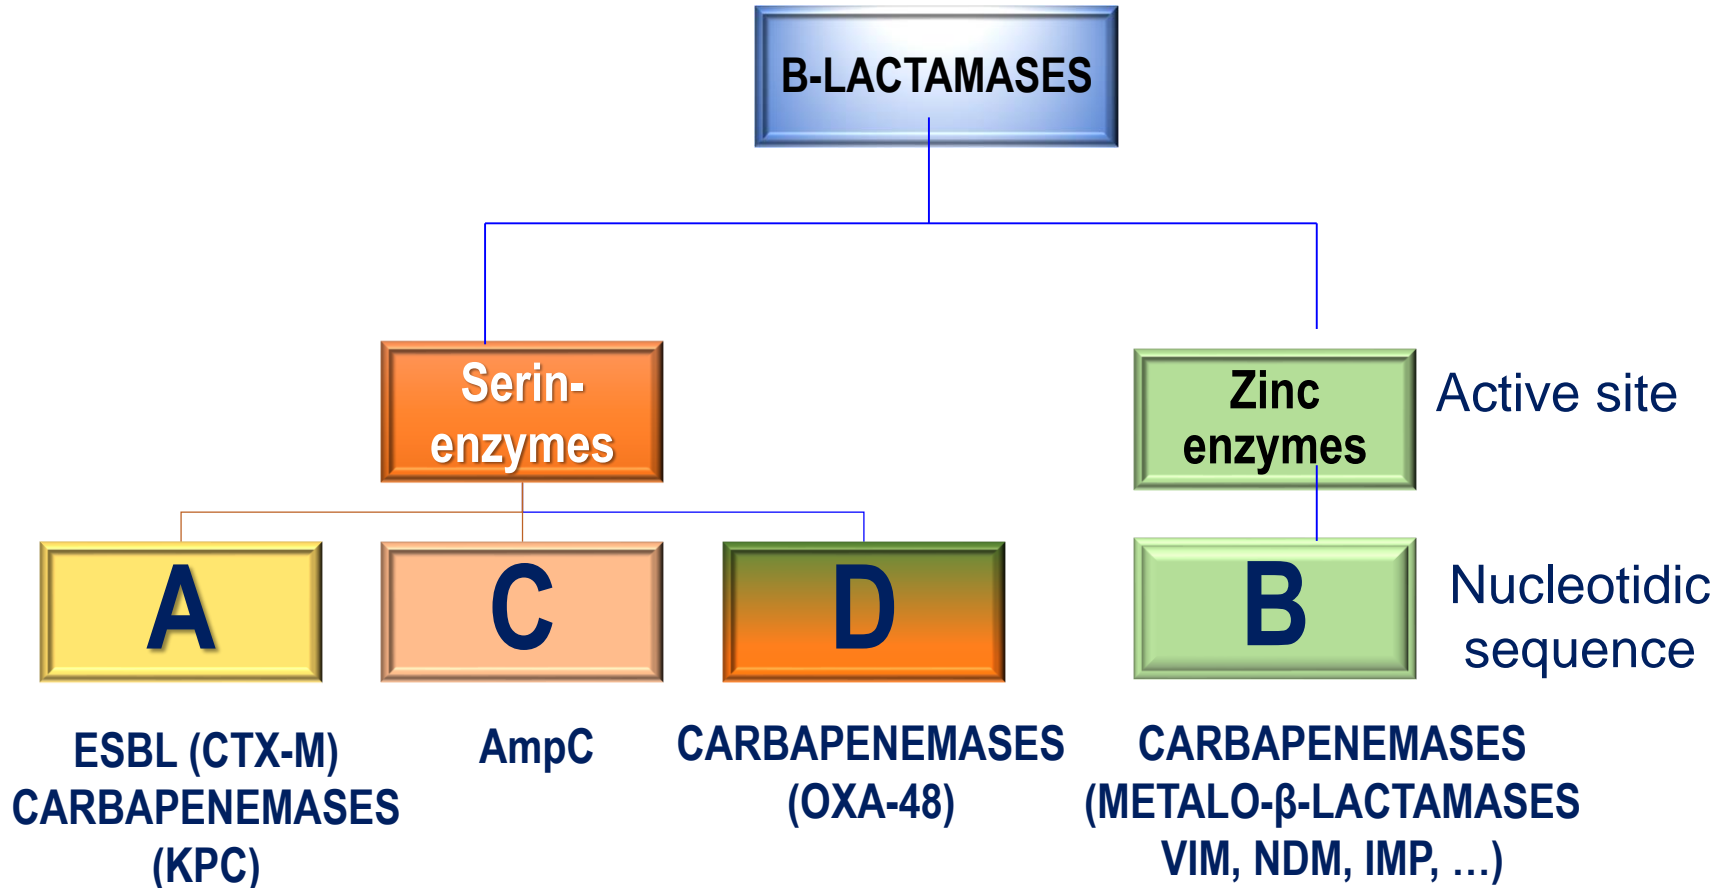 B-LACTAMASES
Serin-
enzymes
Zinc
enzymes
Active site
A
C
D
B
Nucleotidic
sequence
ESBL (CTX-M)
CARBAPENEMASES
(KPC)
AmpC
CARBAPENEMASES
(OXA-48)
CARBAPENEMASES
(METALO-β-LACTAMASES
VIM, NDM, IMP, ...)